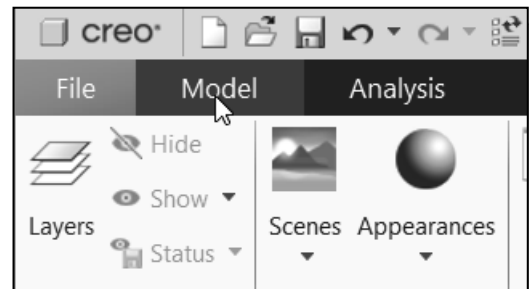 creo
File Model Analysis
Hide
Show
Status
Layers
Scenes Appearances